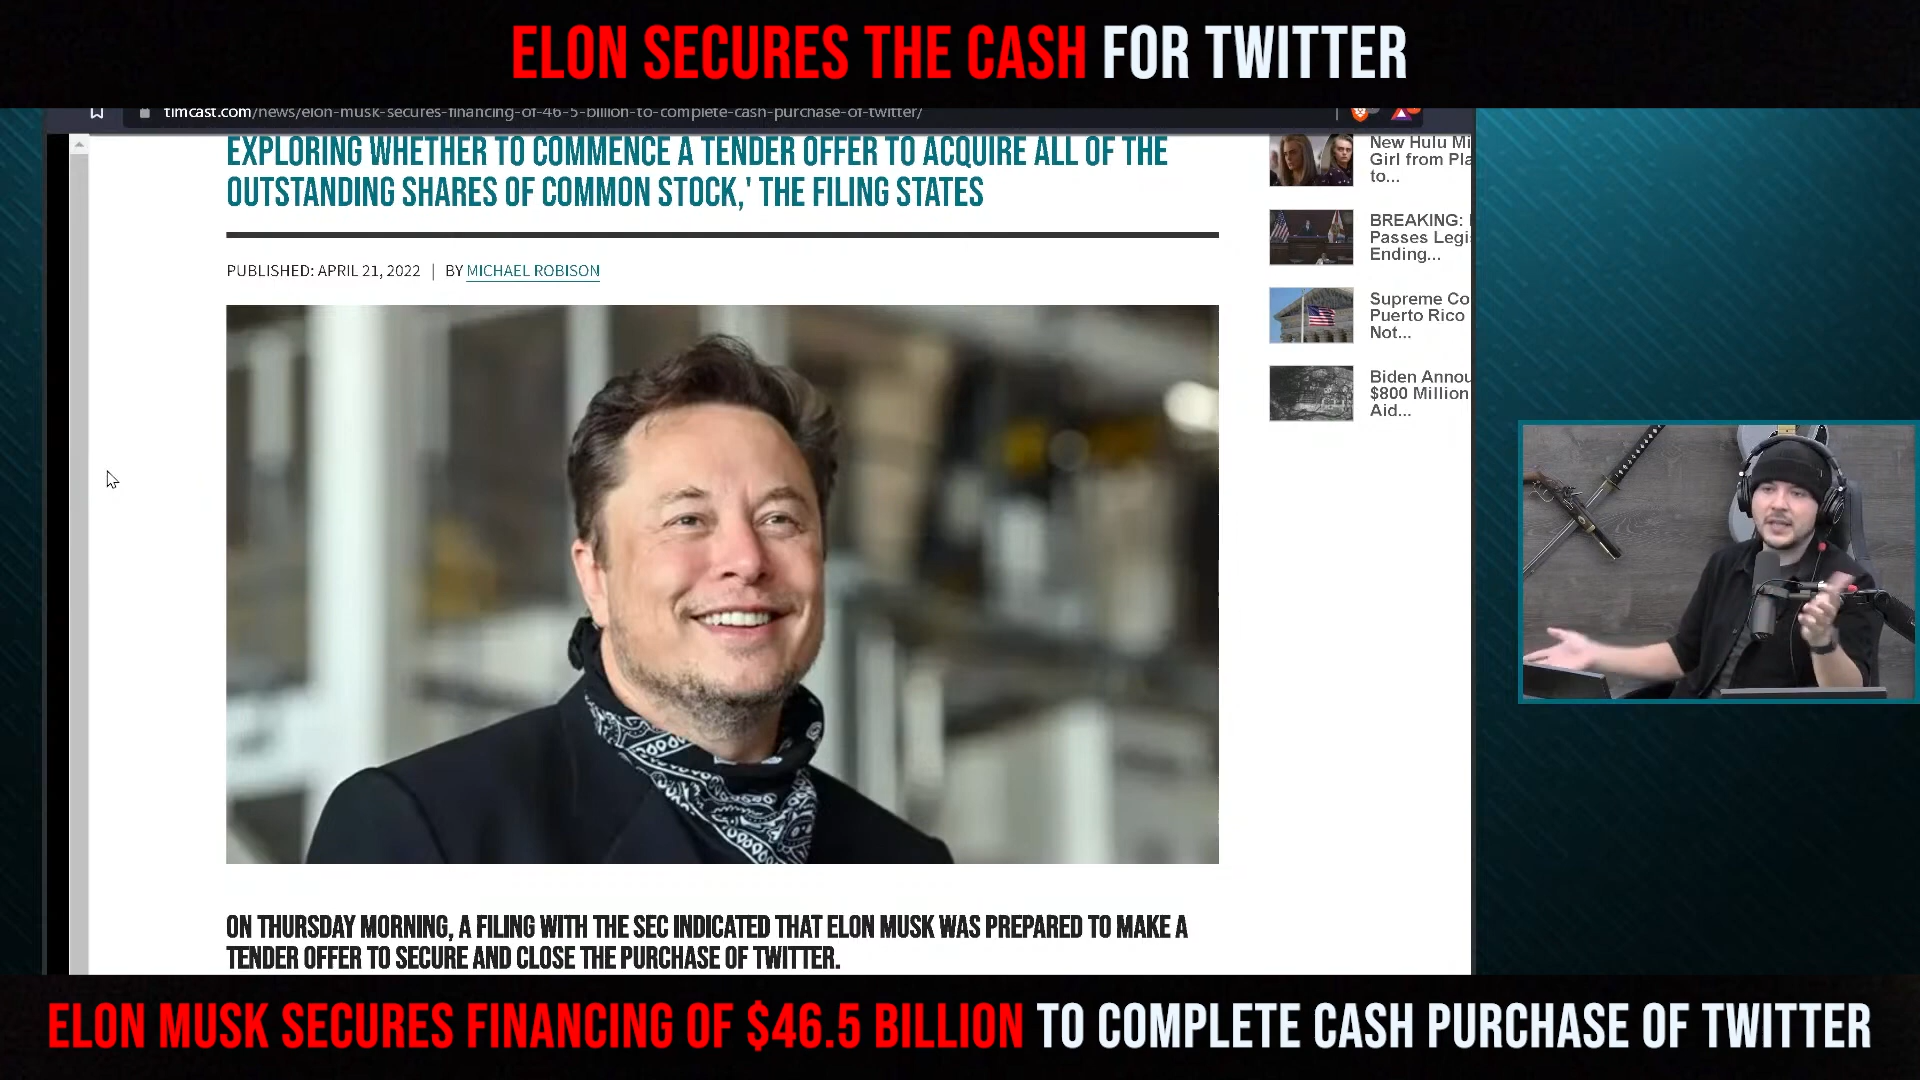 ELON SECURES THE CASH FOR TWITTER
timcast.com/news/elon-musk-secures-financing-of-46-5-billion-to-complete-cash-purchase-of-twitter/
EXPLORING WHETHER TO COMMENCE A TENDER OFFER TO ACQUIRE ALL OF THE
OUTSTANDING SHARES OF COMMON STOCK,' THE FILING STATES
PUBLISHED: APRIL 21, 2022 | BY MICHAEL ROBISON
New Hulu Mi
Girl from Pla
to...
BREAKING:
Passes Legi
Ending...
Supreme Co
Puerto Rico
Not...
Biden Annou
$800 Million
Aid...
ON THURSDAY MORNING, A FILING WITH THE SEC INDICATED THAT ELON MUSK WAS PREPARED TO MAKE A
TENDER OFFER TO SECURE AND CLOSE THE PURCHASE OF TWITTER.
ELON MUSK SECURES FINANCING OF $46.5 BILLION TO COMPLETE CASH PURCHASE OF TWITTER